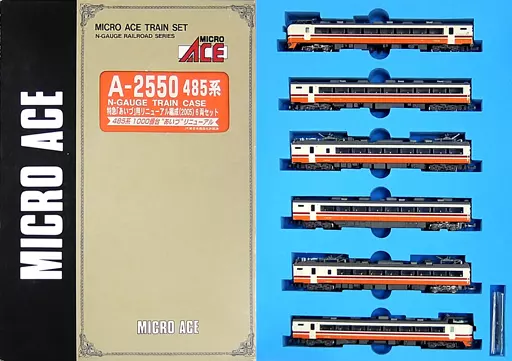 MICRO ACE
MICRO ACE TRAIN SET
N-GAUGE RAILROAD SERIES
MICRO
ACE
A-2550 485系
N-GAUGE TRAIN CASE
特急「あいづ」用リニューアル編成(2005)6両セット
485系 1000番台 "あいづ"リニューアル
MICRO ACE